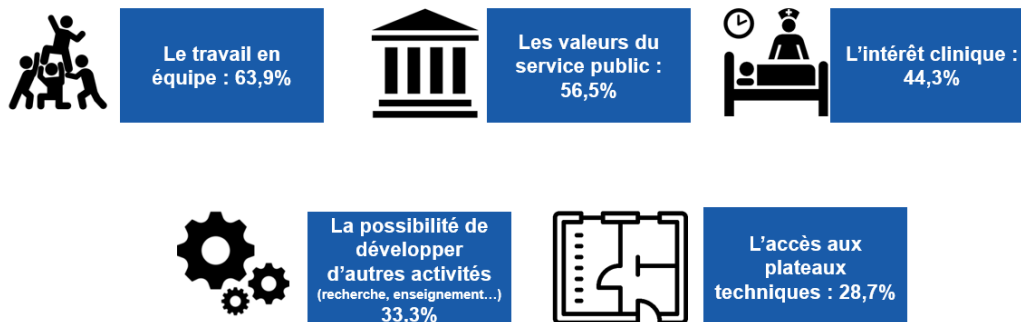 Le travail en
équipe : 63,9%
Les valeurs du
service public :
56,5%
L'intérêt clinique :
44,3%
La possibilité de
développer
d'autres activités
(recherche, enseignement...)
33,3%
L'accès aux
plateaux
techniques : 28,7%